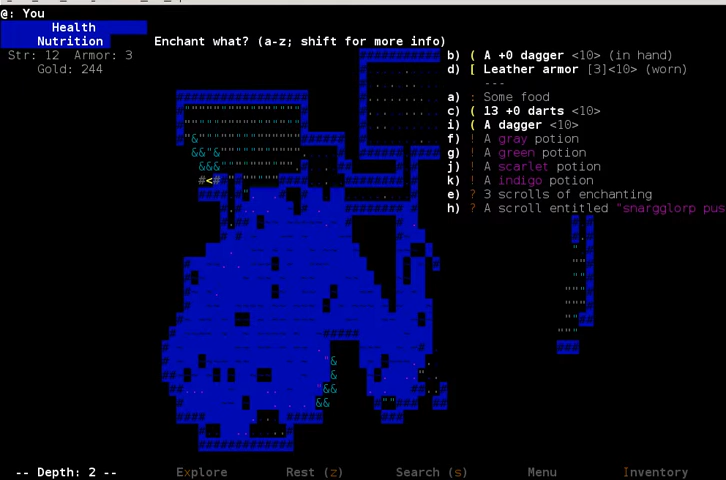 @: You
Health
Nutrition
Str: 12 Armor: 3
Gold: 244
Enchant what? (a-z; shift for more info)
b) ( A +0 dagger <10> (in hand)
d) [ Leather armor [3]<10> (worn)
---
a) : Some food
c) ( 13 +0 darts <10>
i) ( A dagger <10>
f) ! A gray potion
g) ! A green potion
j) ! A scarlet potion
k) ! A indigo potion
e) ? 3 scrolls of enchanting
h) ? A scroll entitled "snargglorp pus
-- Depth: 2 --
Explore
Rest (z)
Search (s)
Menu
Inventory